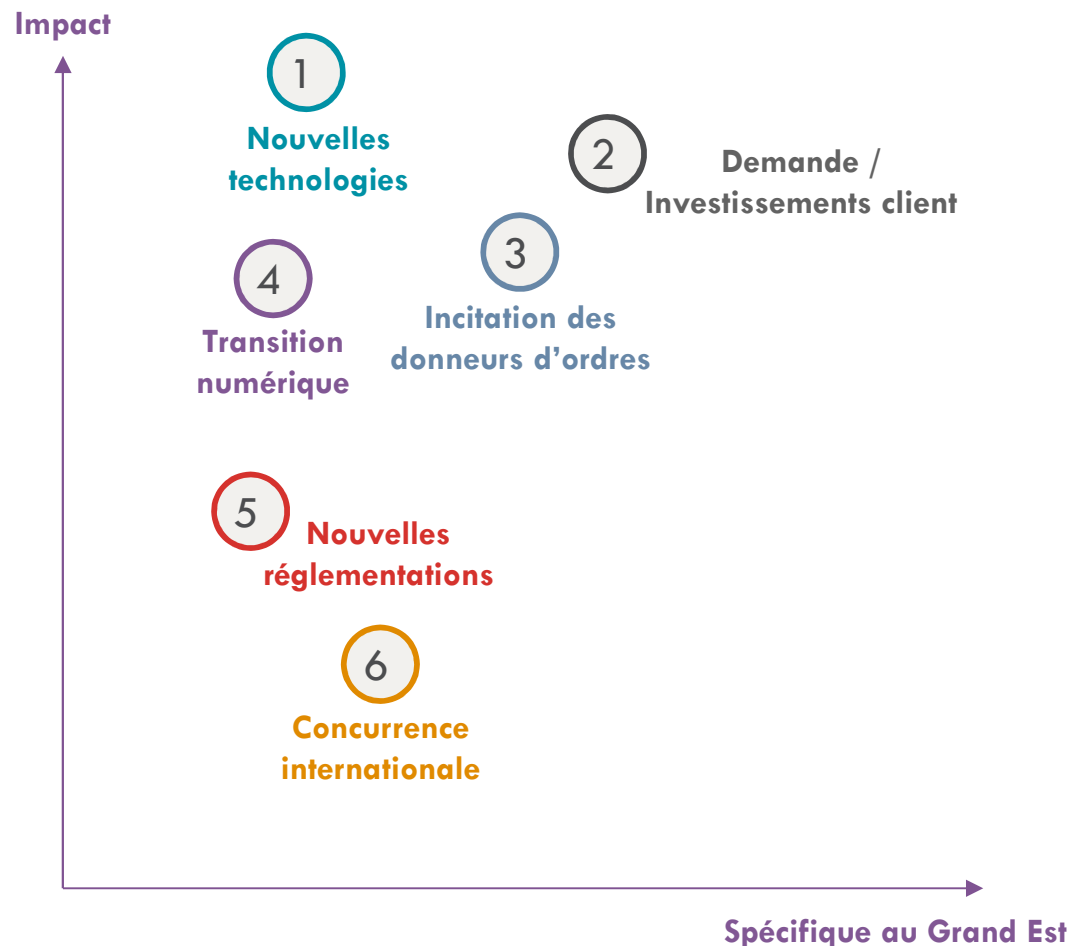 Impact
1
Nouvelles
technologies
2
Demande /
Investissements client
3
Incitation des
donneurs d’ordres
4
Transition
numérique
5
Nouvelles
réglementations
6
Concurrence
internationale
Spécifique au Grand Est